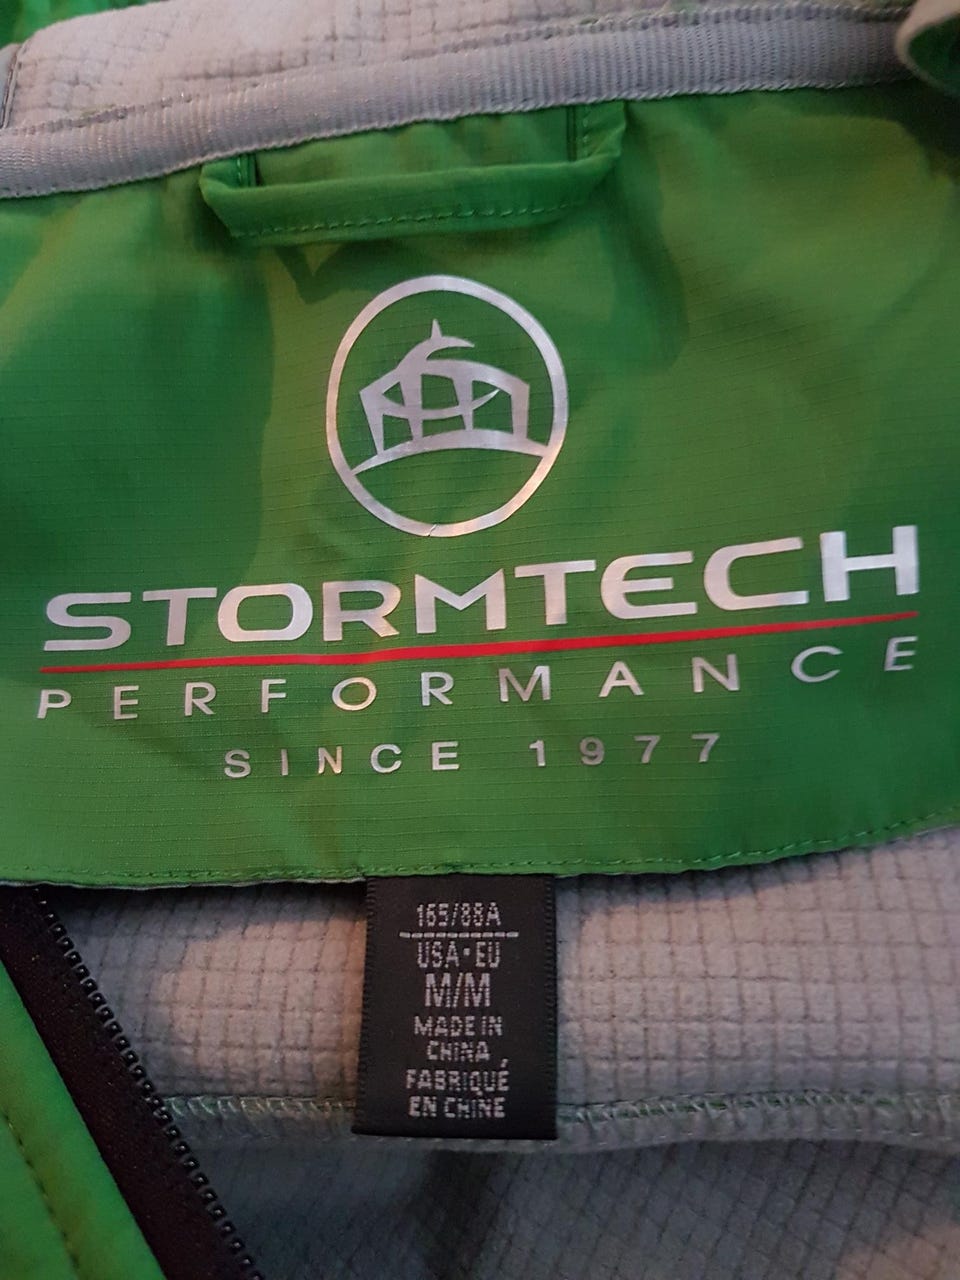 STORMTECH
PERFORMANCE
SINCE 1977
165/88A
USA·EU
M/M
MADE IN
CHINA
FABRIQUÉ
EN CHINE